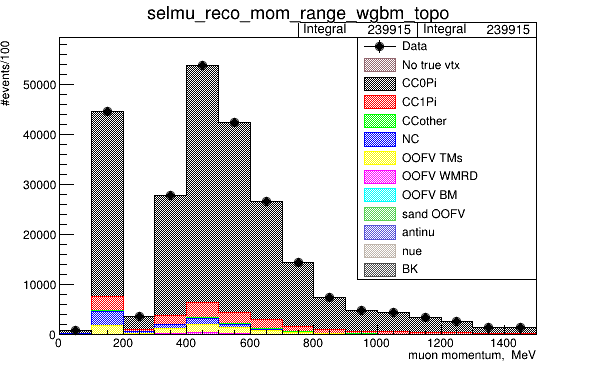 selmu_reco_mom_range_wgbm_topo
Integral 239915 Integral 239915
Data
No true vtx
CC0Pi
CC1Pi
CCother
NC
OOFV TMs
OOFV WMRD
OOFV BM
sand OOFV
antinu
nue
BK
#events/100
50000
40000
30000
20000
10000
0
0 200 400 600 800 1000 1200 1400
muon momentum, MeV